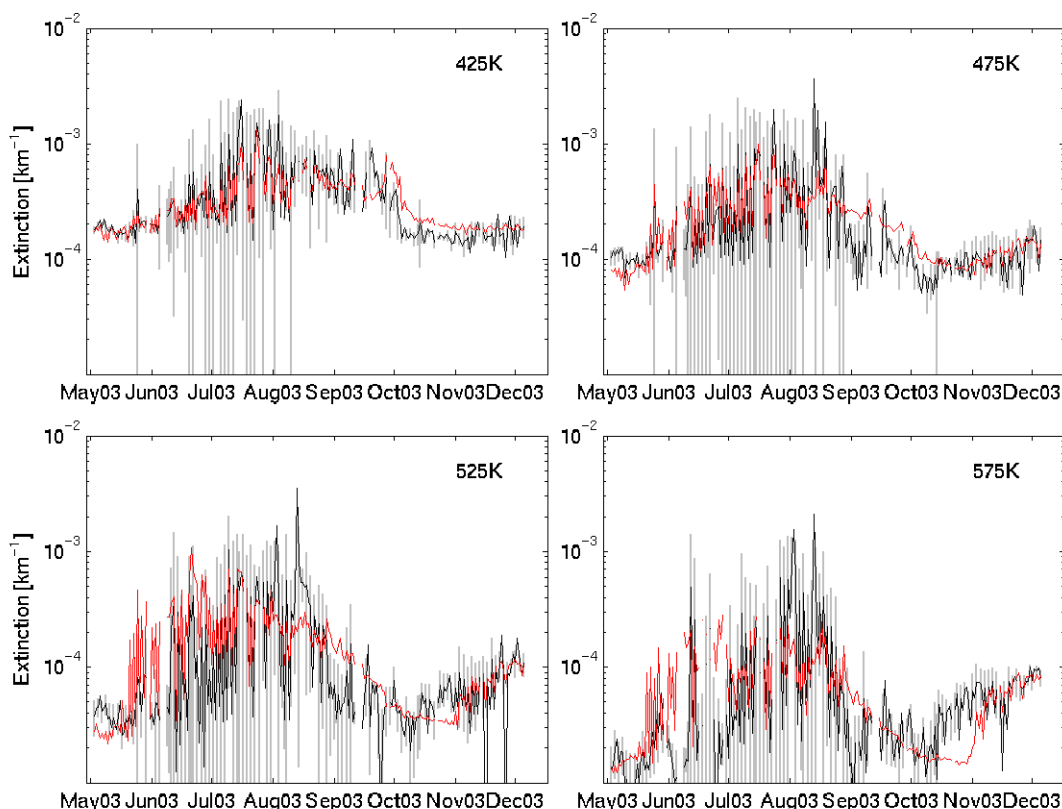 10⁻²
425K
10⁻³
10⁻⁴
Extinction [km⁻¹]
May03 Jun03 Jul03 Aug03 Sep03 Oct03 Nov03 Dec03
10⁻²
475K
10⁻³
10⁻⁴
May03 Jun03 Jul03 Aug03 Sep03 Oct03 Nov03 Dec03
10⁻²
525K
10⁻³
10⁻⁴
Extinction [km⁻¹]
May03 Jun03 Jul03 Aug03 Sep03 Oct03 Nov03 Dec03
10⁻²
575K
10⁻³
10⁻⁴
May03 Jun03 Jul03 Aug03 Sep03 Oct03 Nov03 Dec03